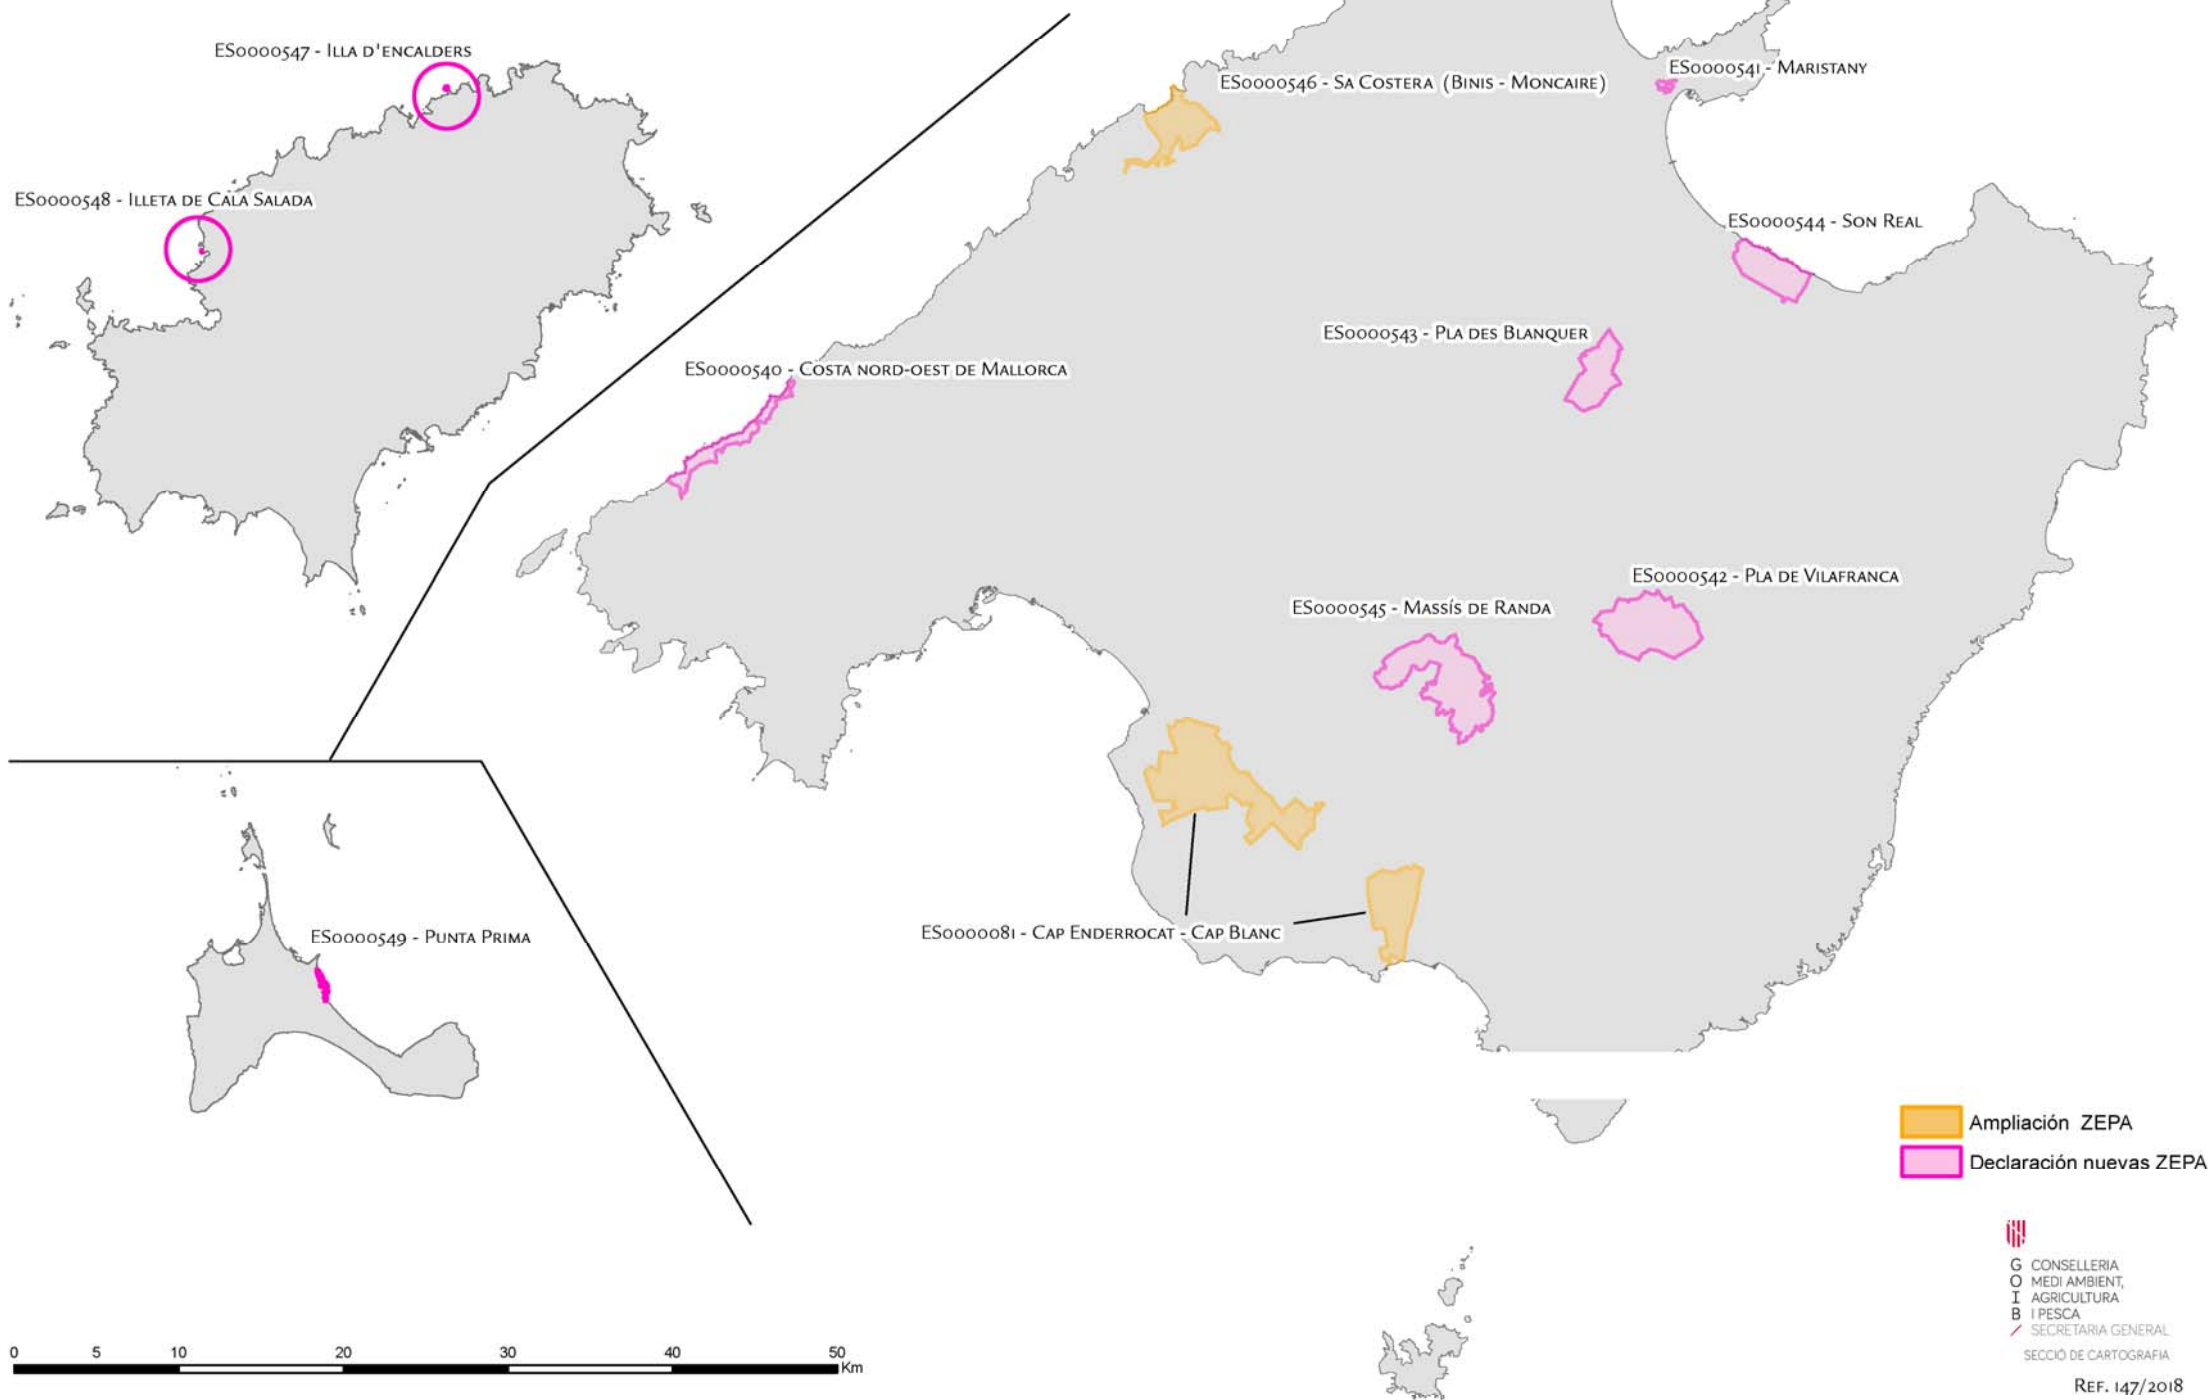 ES0000547 - Illa d'encalders
ES0000546 - Sa Costera (Binis - Moncaire)
ES0000541 - Maristany
ES0000548 - Illeta de Cala Salada
ES0000544 - Son Real
ES0000543 - Pla des Blanquer
ES0000540 - Costa nord-oest de Mallorca
ES0000542 - Pla de Vilafranca
ES0000545 - Massís de Randa
ES0000081 - Cap Enderrocat - Cap Blanc
ES0000549 - Punta Prima
Ampliación ZEPA
Declaración nuevas ZEPA
G CONSELLERIA
O MEDI AMBIENT,
I AGRICULTURA
B I PESCA
/ SECRETARIA GENERAL
SECCIÓ DE CARTOGRAFIA
Ref. 147/2018
0 5 10 20 30 40 50
Km